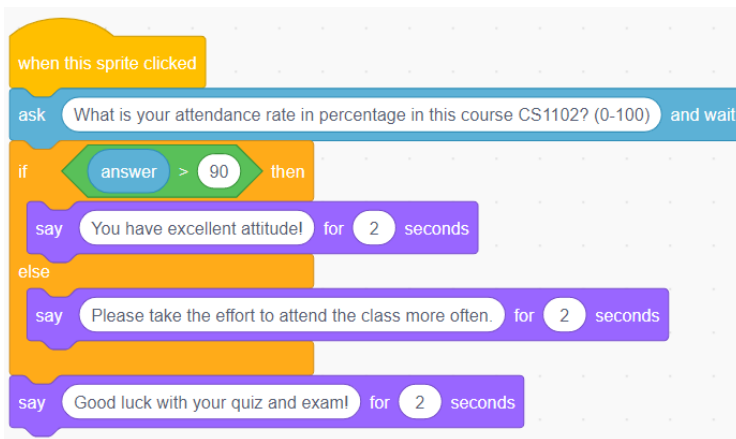 when this sprite clicked
ask What is your attendance rate in percentage in this course CS1102? (0-100) and wait
if answer > 90 then
say You have excellent attitude! for 2 seconds
else
say Please take the effort to attend the class more often. for 2 seconds
say Good luck with your quiz and exam! for 2 seconds